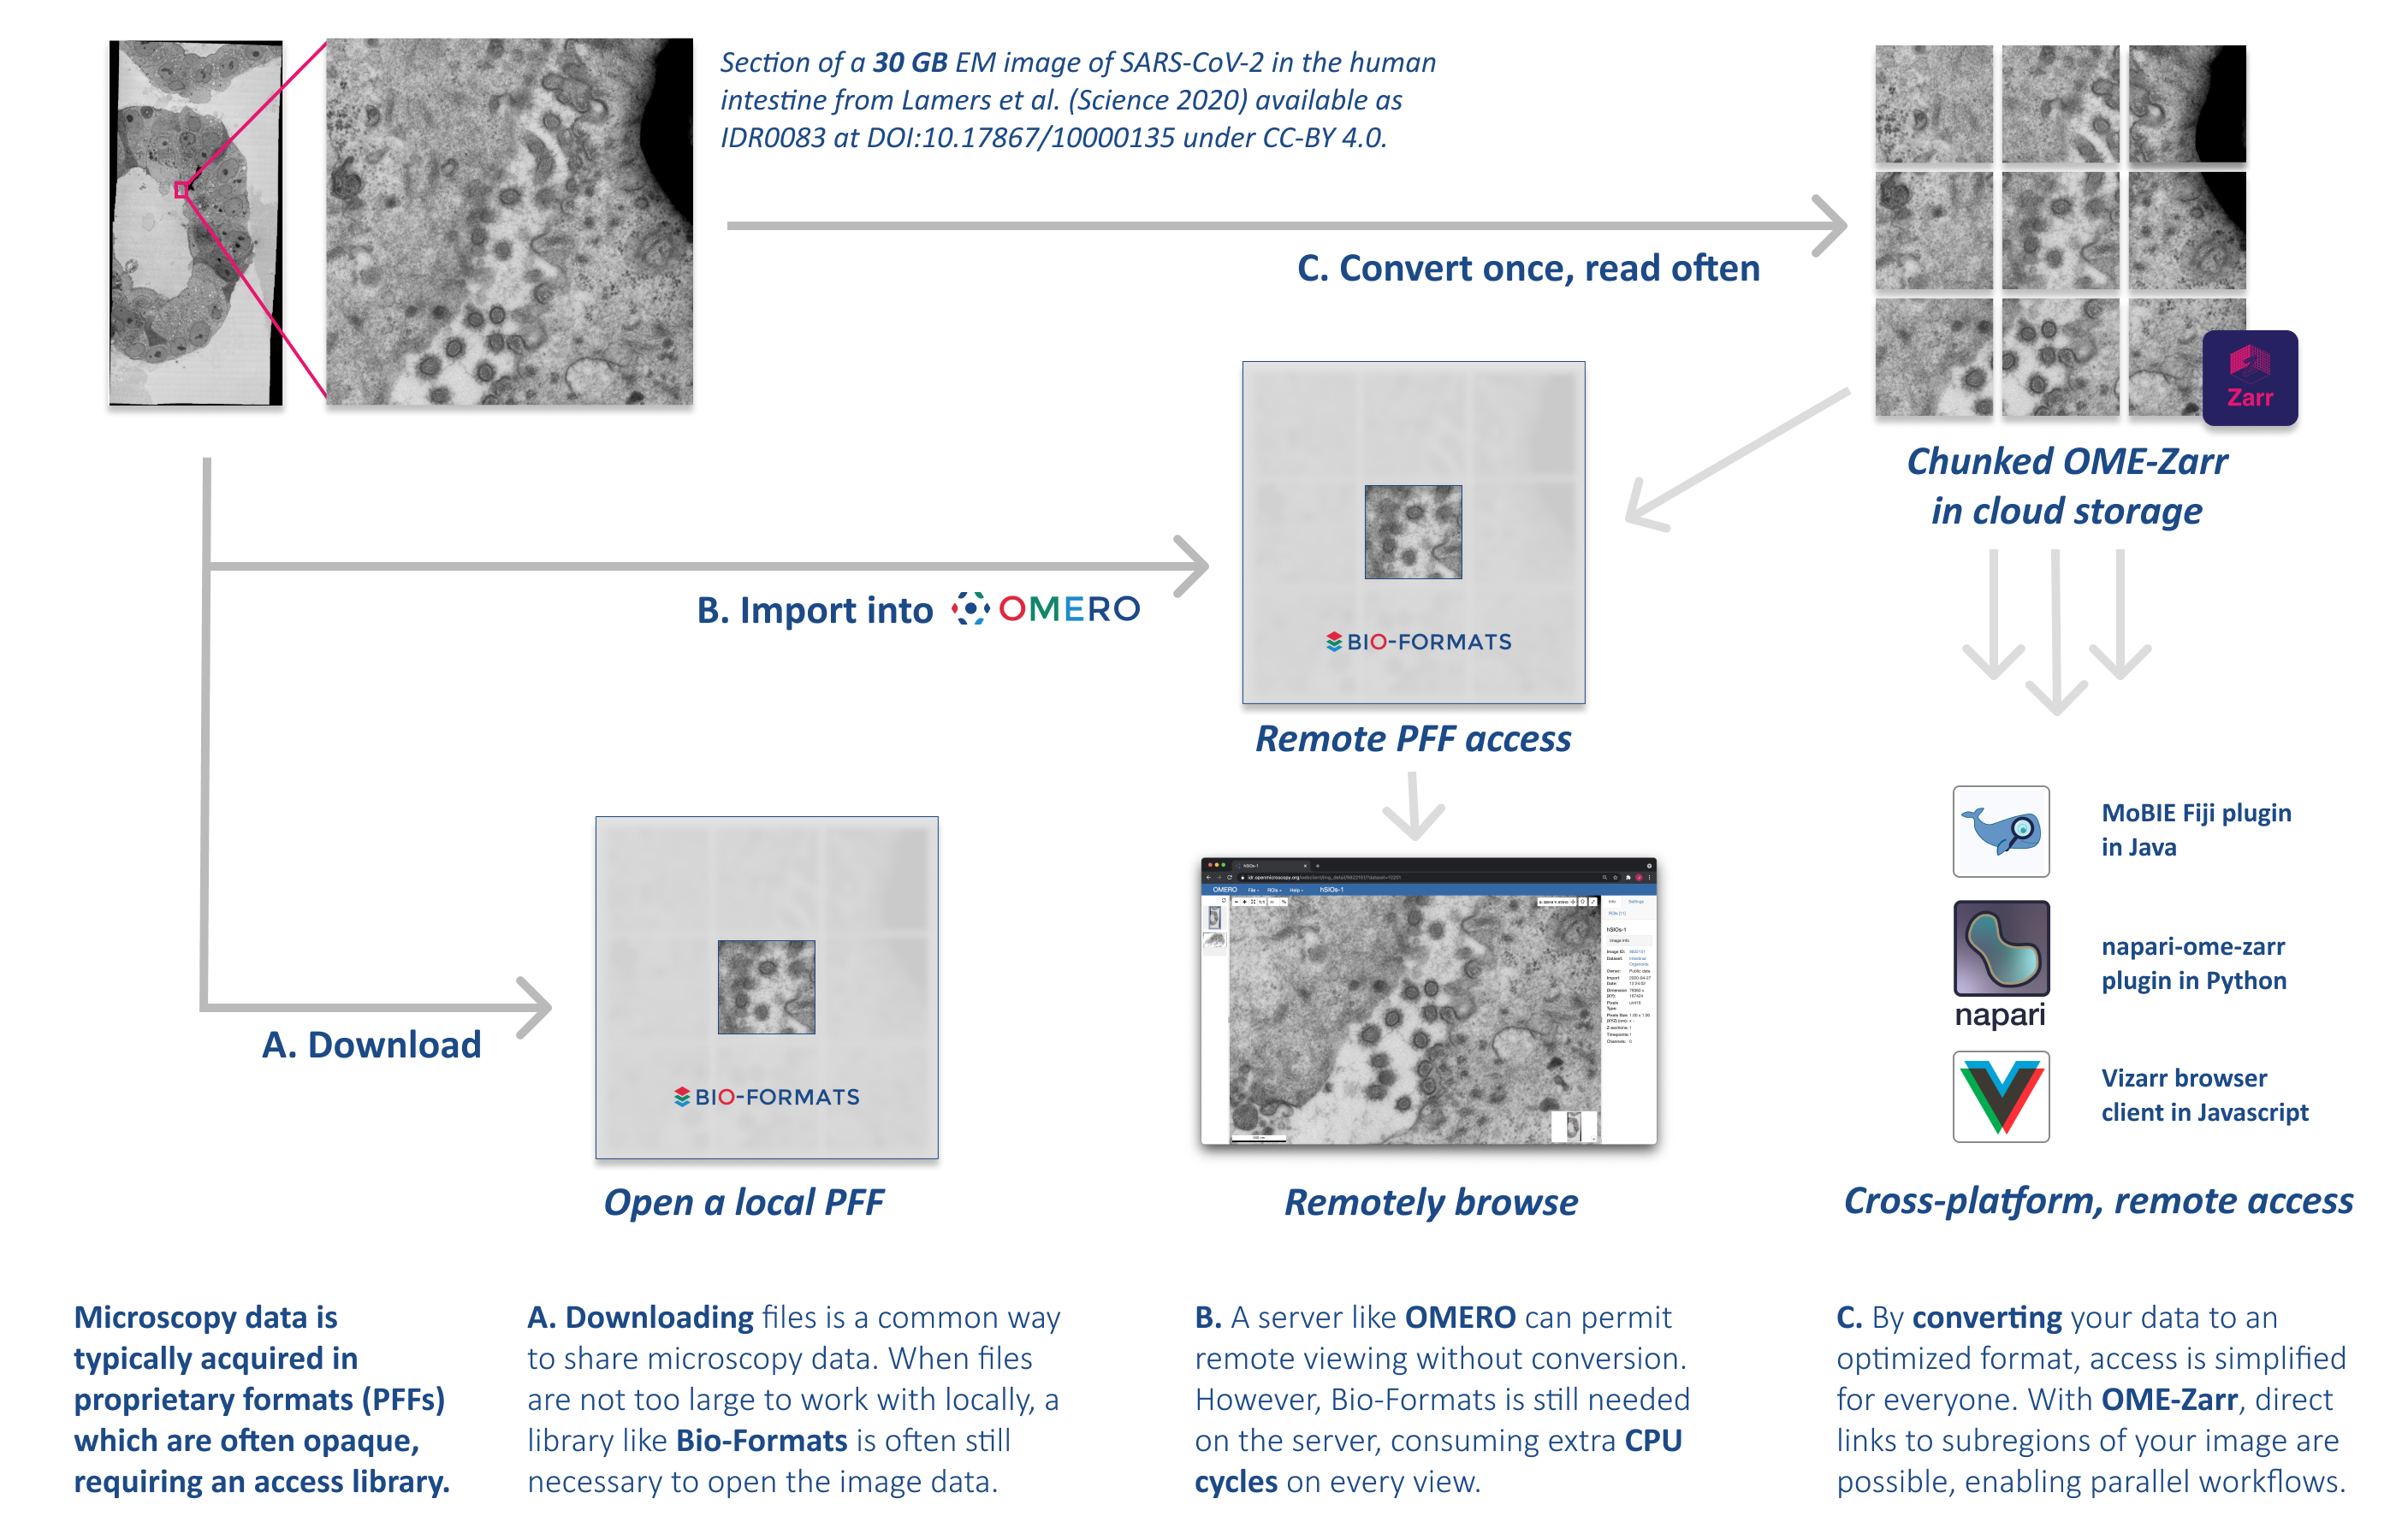 Section of a 30 GB EM image of SARS-CoV-2 in the human
intestine from Lamers et al. (Science 2020) available as
IDR0083 at DOI:10.17867/10000135 under CC-BY 4.0.
C. Convert once, read often
Zarr
Chunked OME-Zarr
in cloud storage
B. Import into OMERO
BIO-FORMATS
Remote PFF access
MoBIE Fiji plugin
in Java
napari-ome-zarr
plugin in Python
napari
Vizarr browser
client in Javascript
Cross-platform, remote access
OMERO File ROIs Help hSIOs-1
hSIOs-1
Remotely browse
A. Download
BIO-FORMATS
Open a local PFF
Microscopy data is
typically acquired in
proprietary formats (PFFs)
which are often opaque,
requiring an access library.
A. Downloading files is a common way
to share microscopy data. When files
are not too large to work with locally, a
library like Bio-Formats is often still
necessary to open the image data.
B. A server like OMERO can permit
remote viewing without conversion.
However, Bio-Formats is still needed
on the server, consuming extra CPU
cycles on every view.
C. By converting your data to an
optimized format, access is simplified
for everyone. With OME-Zarr, direct
links to subregions of your image are
possible, enabling parallel workflows.